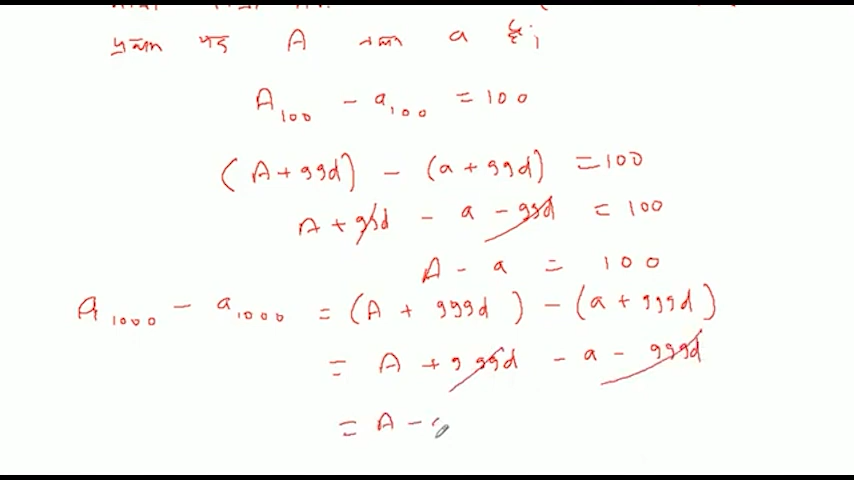 प्रथम पद A तथा a है।
A₁₀₀ - a₁₀₀ = 100
(A + 99d) - (a + 99d) = 100
A + 99d - a - 99d = 100
A - a = 100
A₁₀₀₀ - a₁₀₀₀ = (A + 999d) - (a + 999d)
= A + 999d - a - 999d
= A -